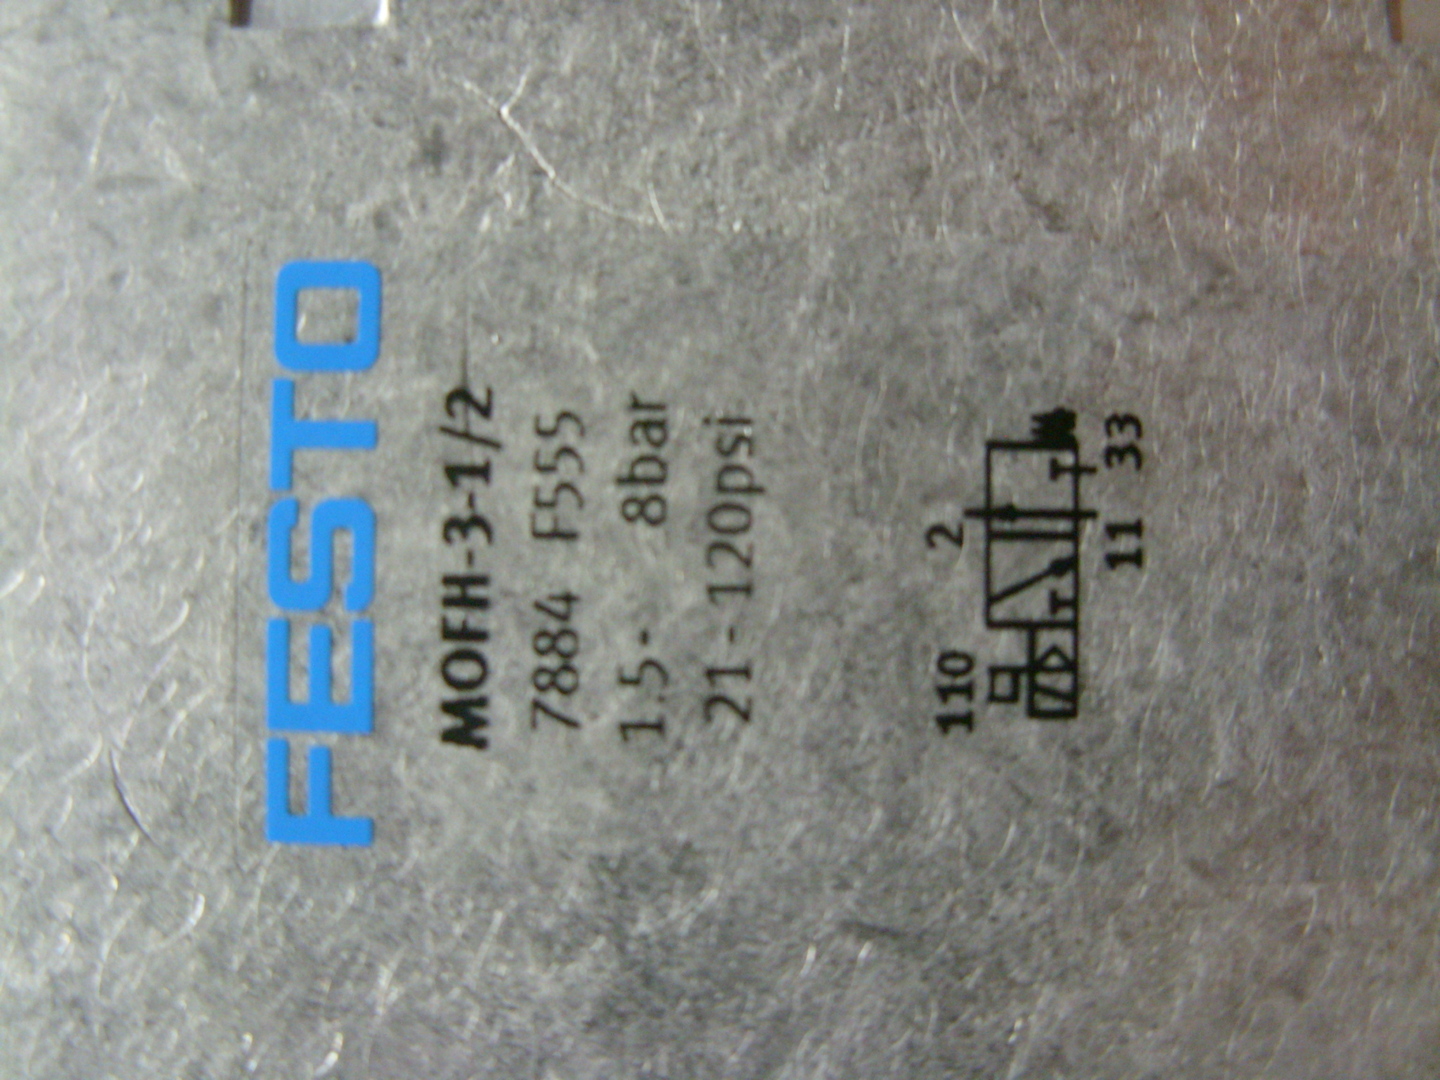 FESTO
MOFH-3-1/2
7884 F555
1.5- 8bar
21-120psi
110 2
11 33